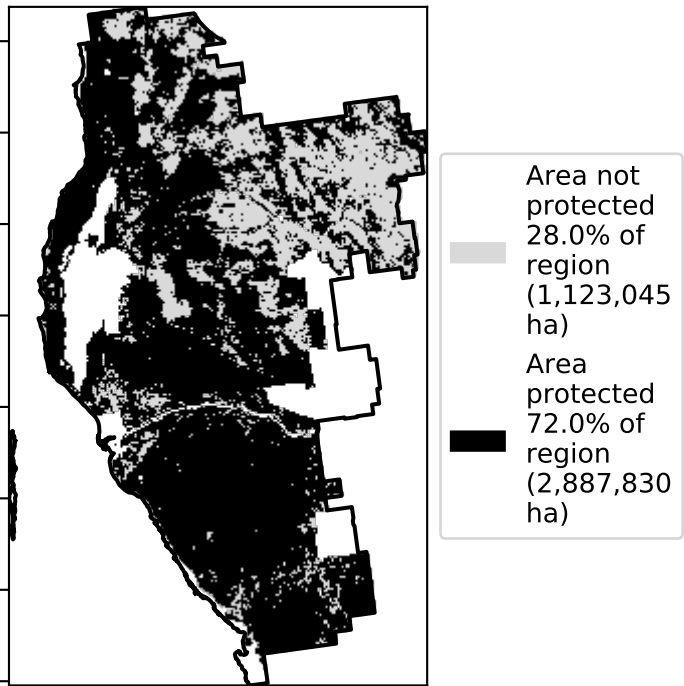 Area not
protected
28.0% of
region
(1,123,045
ha)
Area
protected
72.0% of
region
(2,887,830
ha)